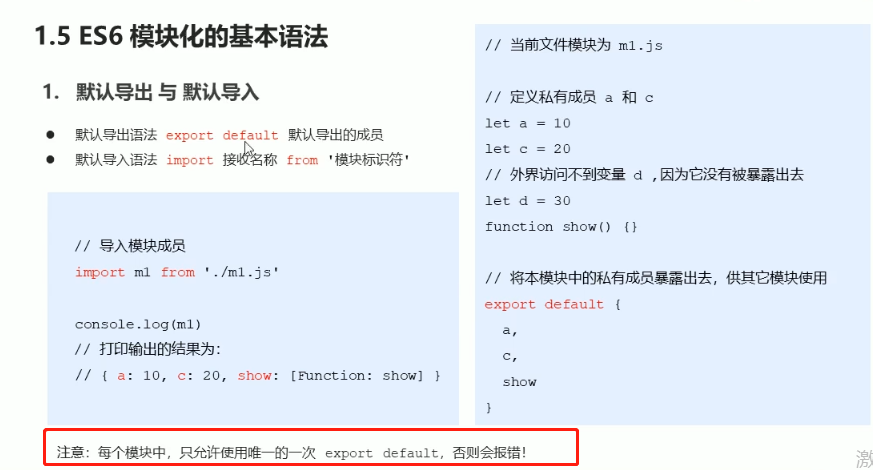 1.5 ES6 模块化的基本语法
1. 默认导出 与 默认导入
● 默认导出语法 export default 默认导出的成员
● 默认导入语法 import 接收名称 from '模块标识符'
// 导入模块成员
import m1 from './m1.js'
console.log(m1)
// 打印输出的结果为:
// { a: 10, c: 20, show: [Function: show] }
// 当前文件模块为 m1.js
// 定义私有成员 a 和 c
let a = 10
let c = 20
// 外界访问不到变量 d ,因为它没有被暴露出去
let d = 30
function show() {}
// 将本模块中的私有成员暴露出去，供其它模块使用
export default {
a,
c,
show
}
注意：每个模块中，只允许使用唯一的一次 export default，否则会报错！
激